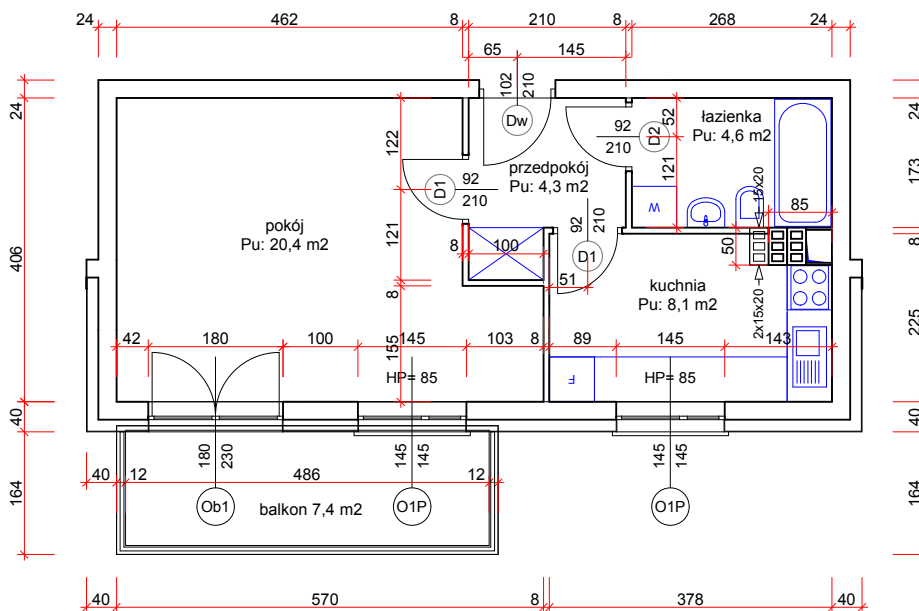 24 462 8 210 8 268 24
65 145
102
210
Dw
24
406
40
164
122
121
8
155
pokój
Pu: 20,4 m2
D1
92
210
przedpokój
Pu: 4,3 m2
92
210
D2
52
121
łazienka
Pu: 4,6 m2
W
15x20
85
24
173
8
225
40
164
8 100
92
210
D1
51
50
2x15x20
kuchnia
Pu: 8,1 m2
42 180 100 145 103 8 89 145 143
HP= 85
F
HP= 85
180
230
145
145
145
145
40 12 486 12
Ob1
balkon 7,4 m2
O1P
O1P
40 570 8 378 40